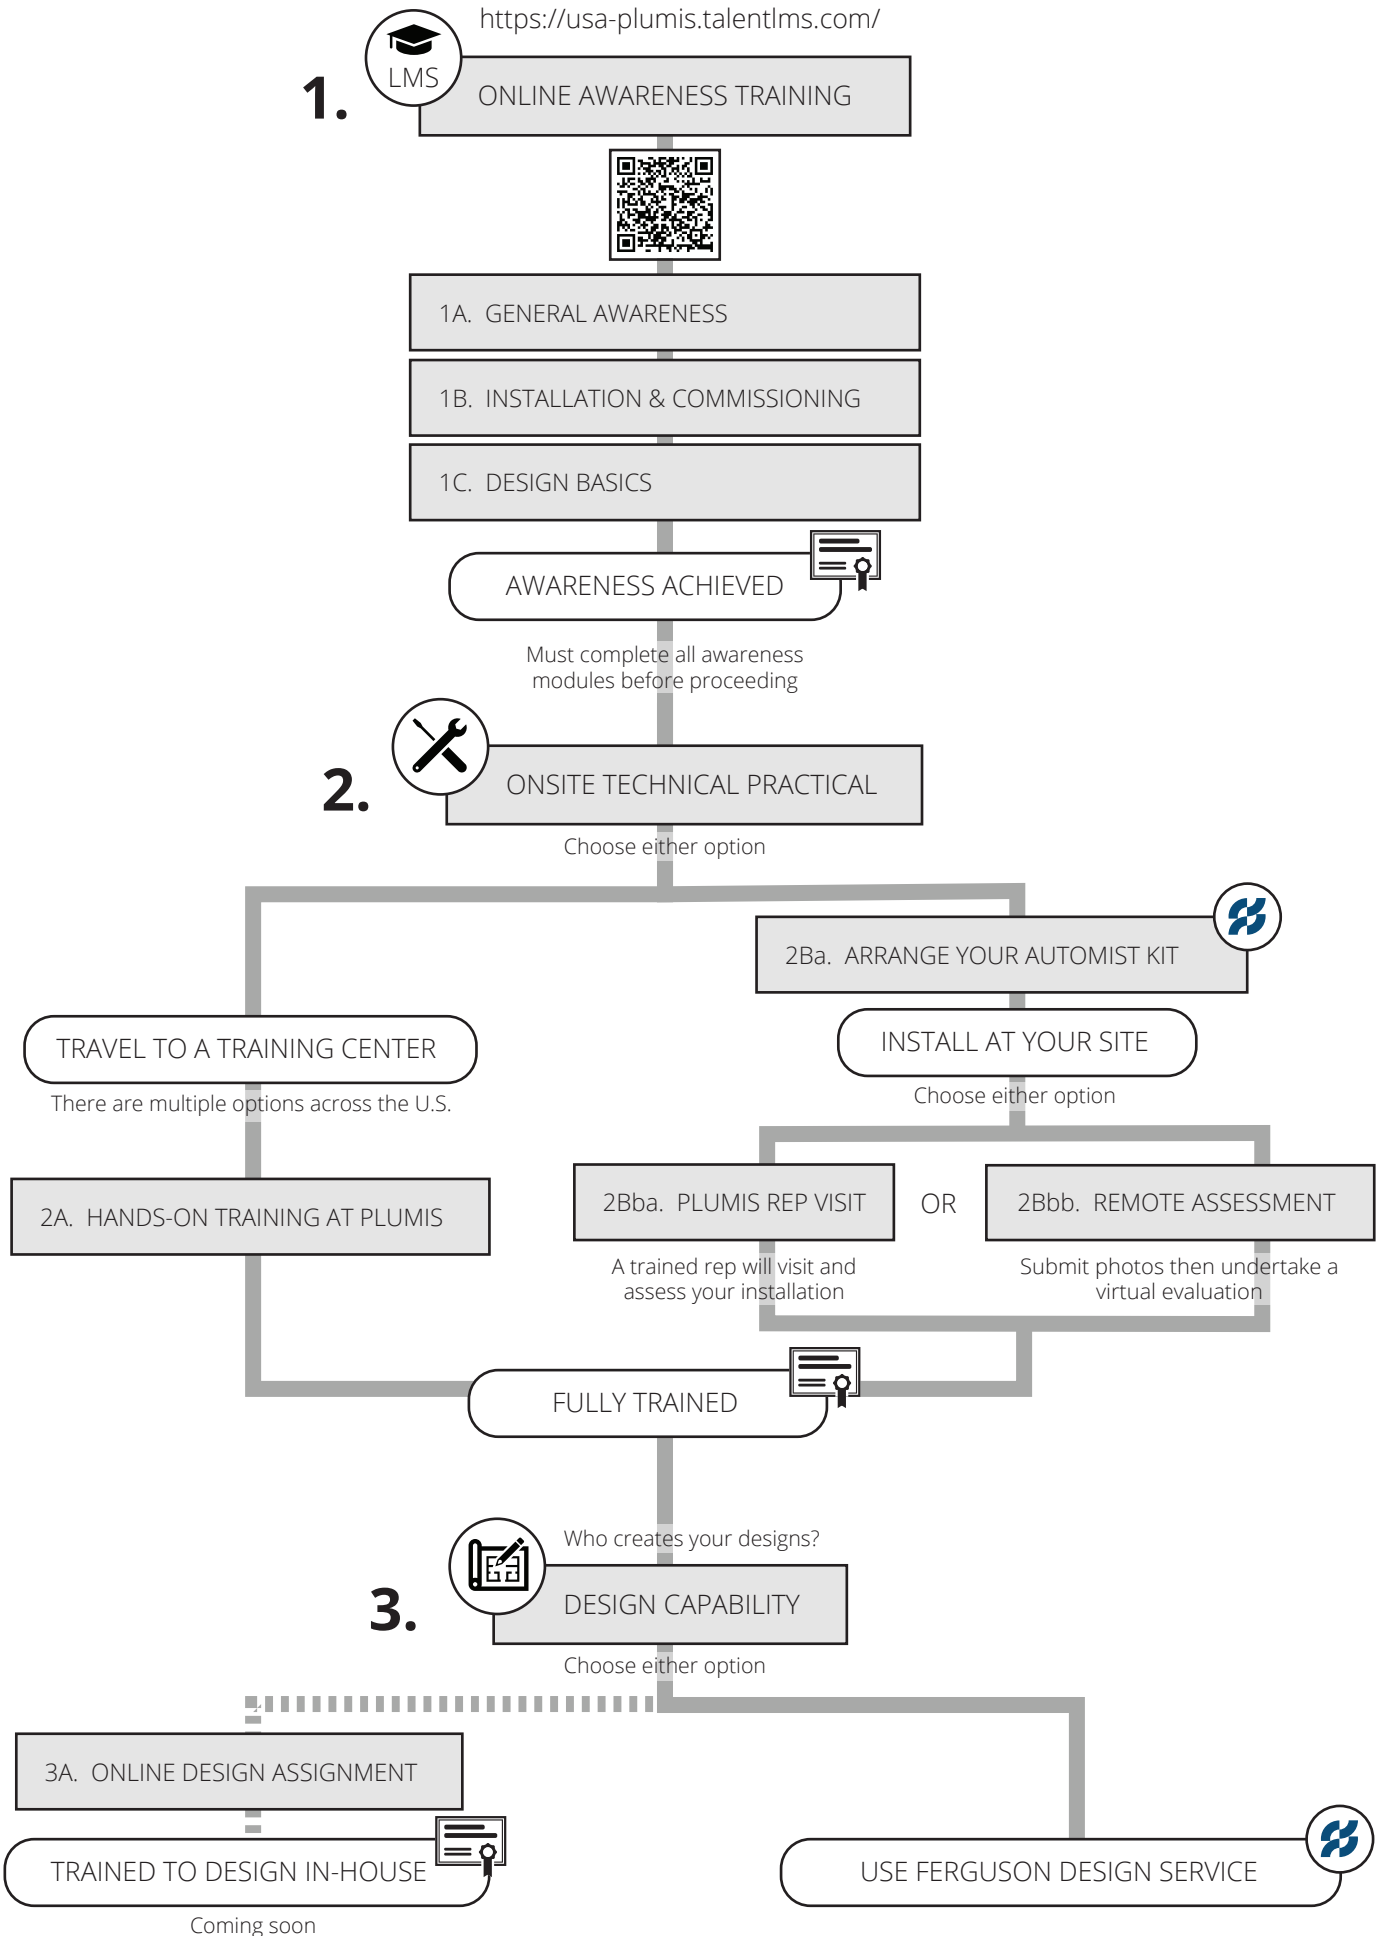 https://usa-plumis.talentlms.com/
LMS
1.
ONLINE AWARENESS TRAINING
1A. GENERAL AWARENESS
1B. INSTALLATION & COMMISSIONING
1C. DESIGN BASICS
AWARENESS ACHIEVED
Must complete all awareness
modules before proceeding
2.
ONSITE TECHNICAL PRACTICAL
Choose either option
2Ba. ARRANGE YOUR AUTOMIST KIT
TRAVEL TO A TRAINING CENTER
INSTALL AT YOUR SITE
There are multiple options across the U.S.
Choose either option
2A. HANDS-ON TRAINING AT PLUMIS
2Bba. PLUMIS REP VISIT
OR
2Bbb. REMOTE ASSESSMENT
A trained rep will visit and
assess your installation
Submit photos then undertake a
virtual evaluation
FULLY TRAINED
Who creates your designs?
3.
DESIGN CAPABILITY
Choose either option
3A. ONLINE DESIGN ASSIGNMENT
TRAINED TO DESIGN IN-HOUSE
USE FERGUSON DESIGN SERVICE
Coming soon